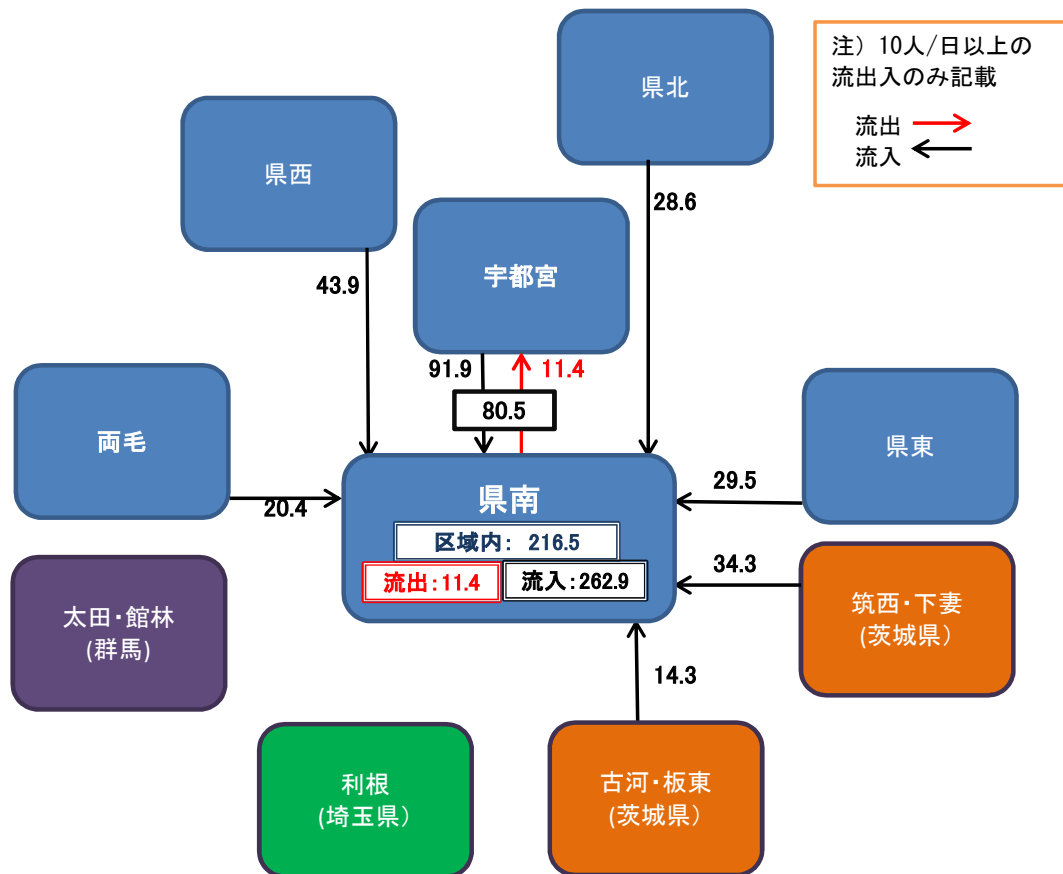 注）10人/日以上の
流出入のみ記載
流出
流入
県北
県西
28.6
宇都宮
43.9
91.9
11.4
80.5
両毛
県東
20.4
県南
29.5
区域内： 216.5
流出：11.4
流入：262.9
34.3
太田・館林
(群馬)
筑西・下妻
(茨城県）
14.3
利根
(埼玉県）
古河・板東
(茨城県）